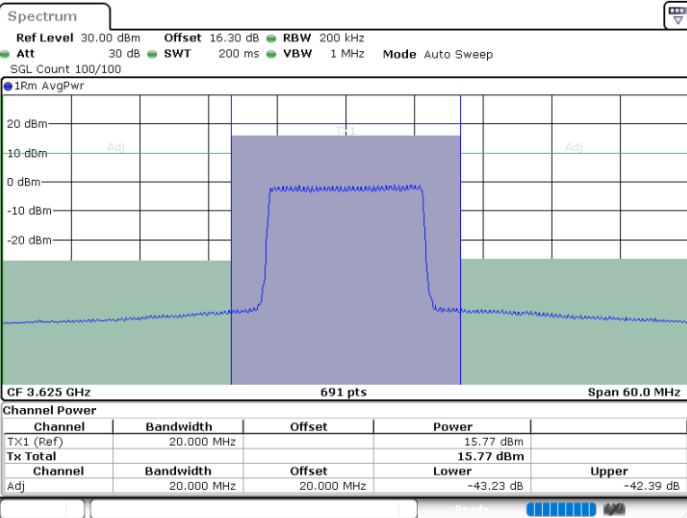 Spectrum
Ref Level 30.00 dBm Offset 16.30 dB RBW 200 kHz
Att 30 dB SWT 200 ms VBW 1 MHz Mode Auto Sweep
SGL Count 100/100
1Rm AvgPwr
20 dBm
TX1
Adj Adj
10 dBm
0 dBm
-10 dBm
-20 dBm
CF 3.625 GHz 691 pts Span 60.0 MHz
Channel Power
Channel Bandwidth Offset Power
TX1 (Ref) 20.000 MHz 15.77 dBm
Tx Total 15.77 dBm
Channel Bandwidth Offset Lower Upper
Adj 20.000 MHz 20.000 MHz -43.23 dB -42.39 dB
Ready